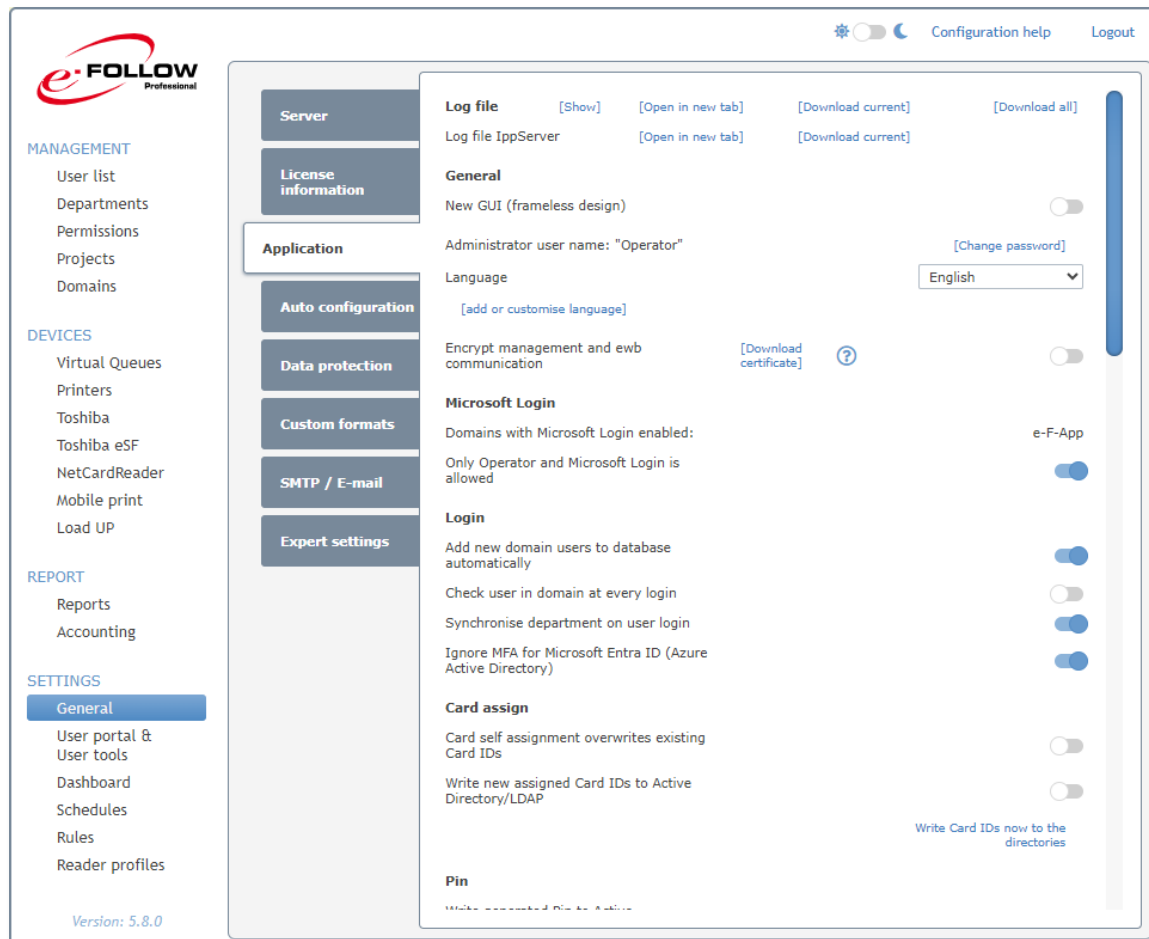 Configuration help
Logout
e-FOLLOW
Professional
MANAGEMENT
User list
Departments
Permissions
Projects
Domains
DEVICES
Virtual Queues
Printers
Toshiba
Toshiba eSF
NetCardReader
Mobile print
Load UP
REPORT
Reports
Accounting
SETTINGS
General
User portal &
User tools
Dashboard
Schedules
Rules
Reader profiles
Version: 5.8.0
Server
License
information
Application
Auto configuration
Data protection
Custom formats
SMTP / E-mail
Expert settings
Log file [Show] [Open in new tab] [Download current] [Download all]
Log file IppServer [Open in new tab] [Download current]
General
New GUI (frameless design)
Administrator user name: "Operator" [Change password]
Language English
[add or customise language]
Encrypt management and ewb [Download
communication certificate] ?
Microsoft Login
Domains with Microsoft Login enabled: e-F-App
Only Operator and Microsoft Login is
allowed
Login
Add new domain users to database
automatically
Check user in domain at every login
Synchronise department on user login
Ignore MFA for Microsoft Entra ID (Azure
Active Directory)
Card assign
Card self assignment overwrites existing
Card IDs
Write new assigned Card IDs to Active
Directory/LDAP
Write Card IDs now to the
directories
Pin
Write generated Pin to Active